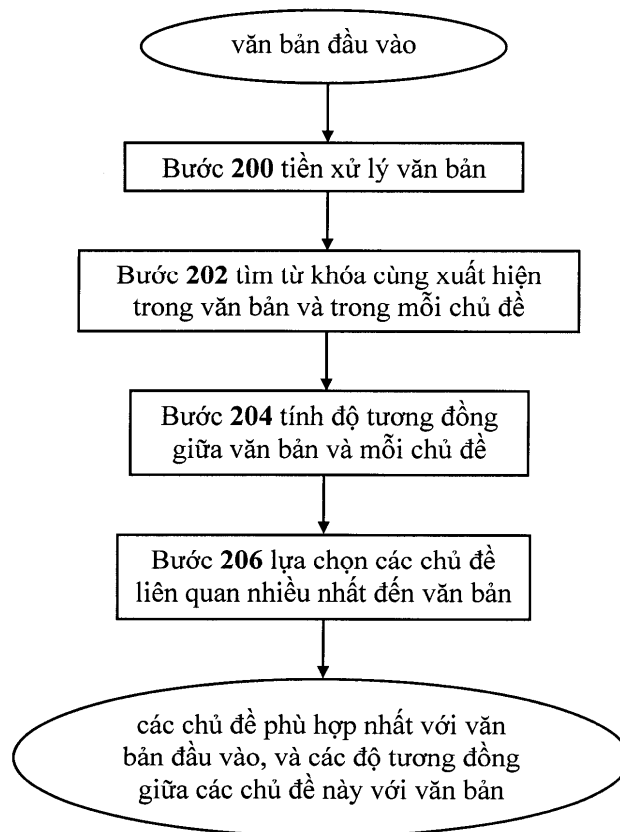 văn bản đầu vào
Bước 200 tiền xử lý văn bản
Bước 202 tìm từ khóa cùng xuất hiện
trong văn bản và trong mỗi chủ đề
Bước 204 tính độ tương đồng
giữa văn bản và mỗi chủ đề
Bước 206 lựa chọn các chủ đề
liên quan nhiều nhất đến văn bản
các chủ đề phù hợp nhất với văn
bản đầu vào, và các độ tương đồng
giữa các chủ đề này với văn bản